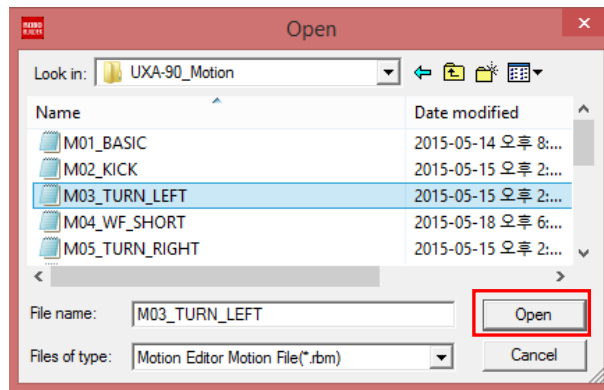 Open
Look in: UXA-90_Motion
Name Date modified
M01_BASIC 2015-05-14 오후 8:...
M02_KICK 2015-05-15 오후 2:...
M03_TURN_LEFT 2015-05-15 오후 2:...
M04_WF_SHORT 2015-05-18 오후 6:...
M05_TURN_RIGHT 2015-05-15 오후 2:...
File name: M03_TURN_LEFT Open
Files of type: Motion Editor Motion File(*.rbm) Cancel